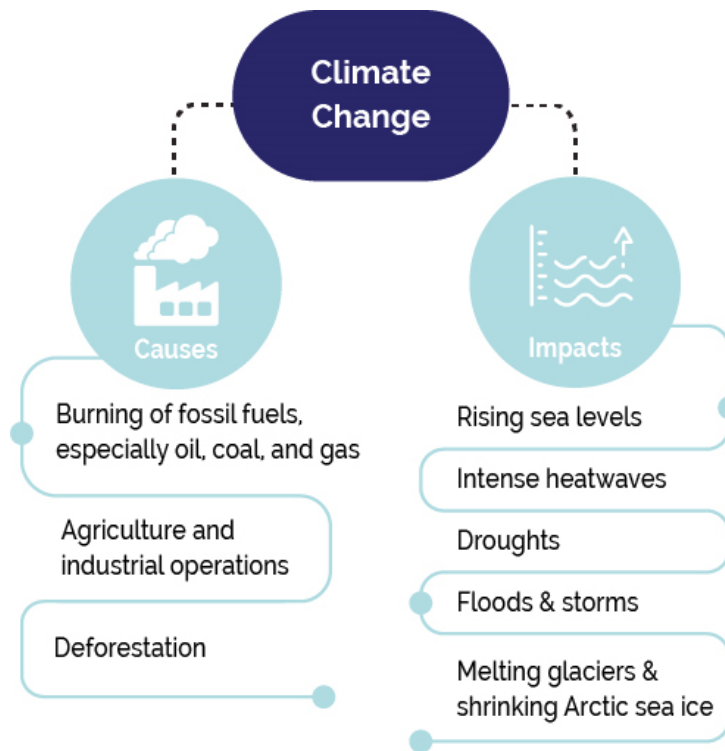 Climate
Change
Causes
Burning of fossil fuels,
especially oil, coal, and gas
Agriculture and
industrial operations
Deforestation
Impacts
Rising sea levels
Intense heatwaves
Droughts
Floods & storms
Melting glaciers &
shrinking Arctic sea ice